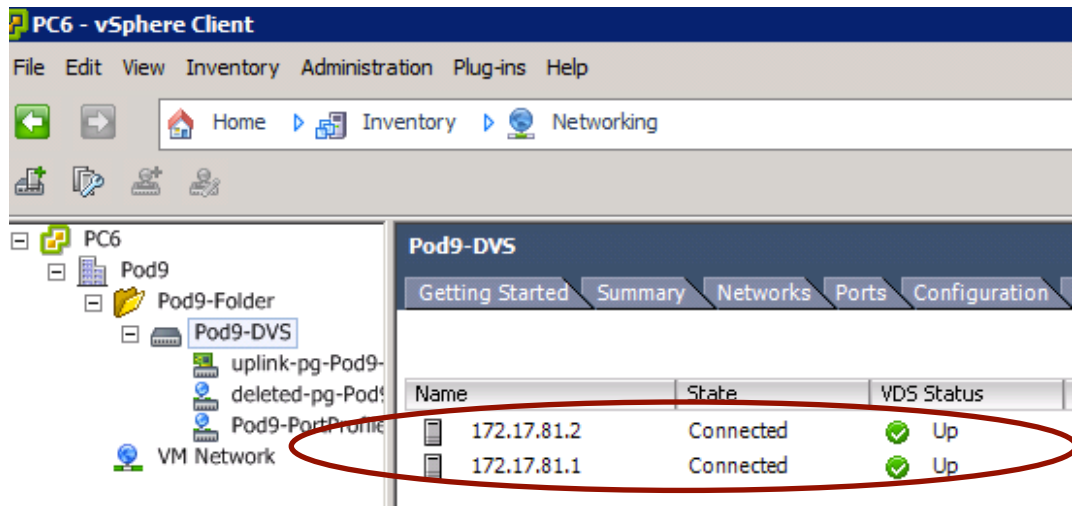 PC6 - vSphere Client
File Edit View Inventory Administration Plug-ins Help
Home Inventory Networking
PC6
Pod9
Pod9-Folder
Pod9-DVS
uplink-pg-Pod9-
deleted-pg-Pod9
Pod9-PortProfile
VM Network
Pod9-DVS
Getting Started Summary Networks Ports Configuration
Name State VDS Status
172.17.81.2 Connected Up
172.17.81.1 Connected Up